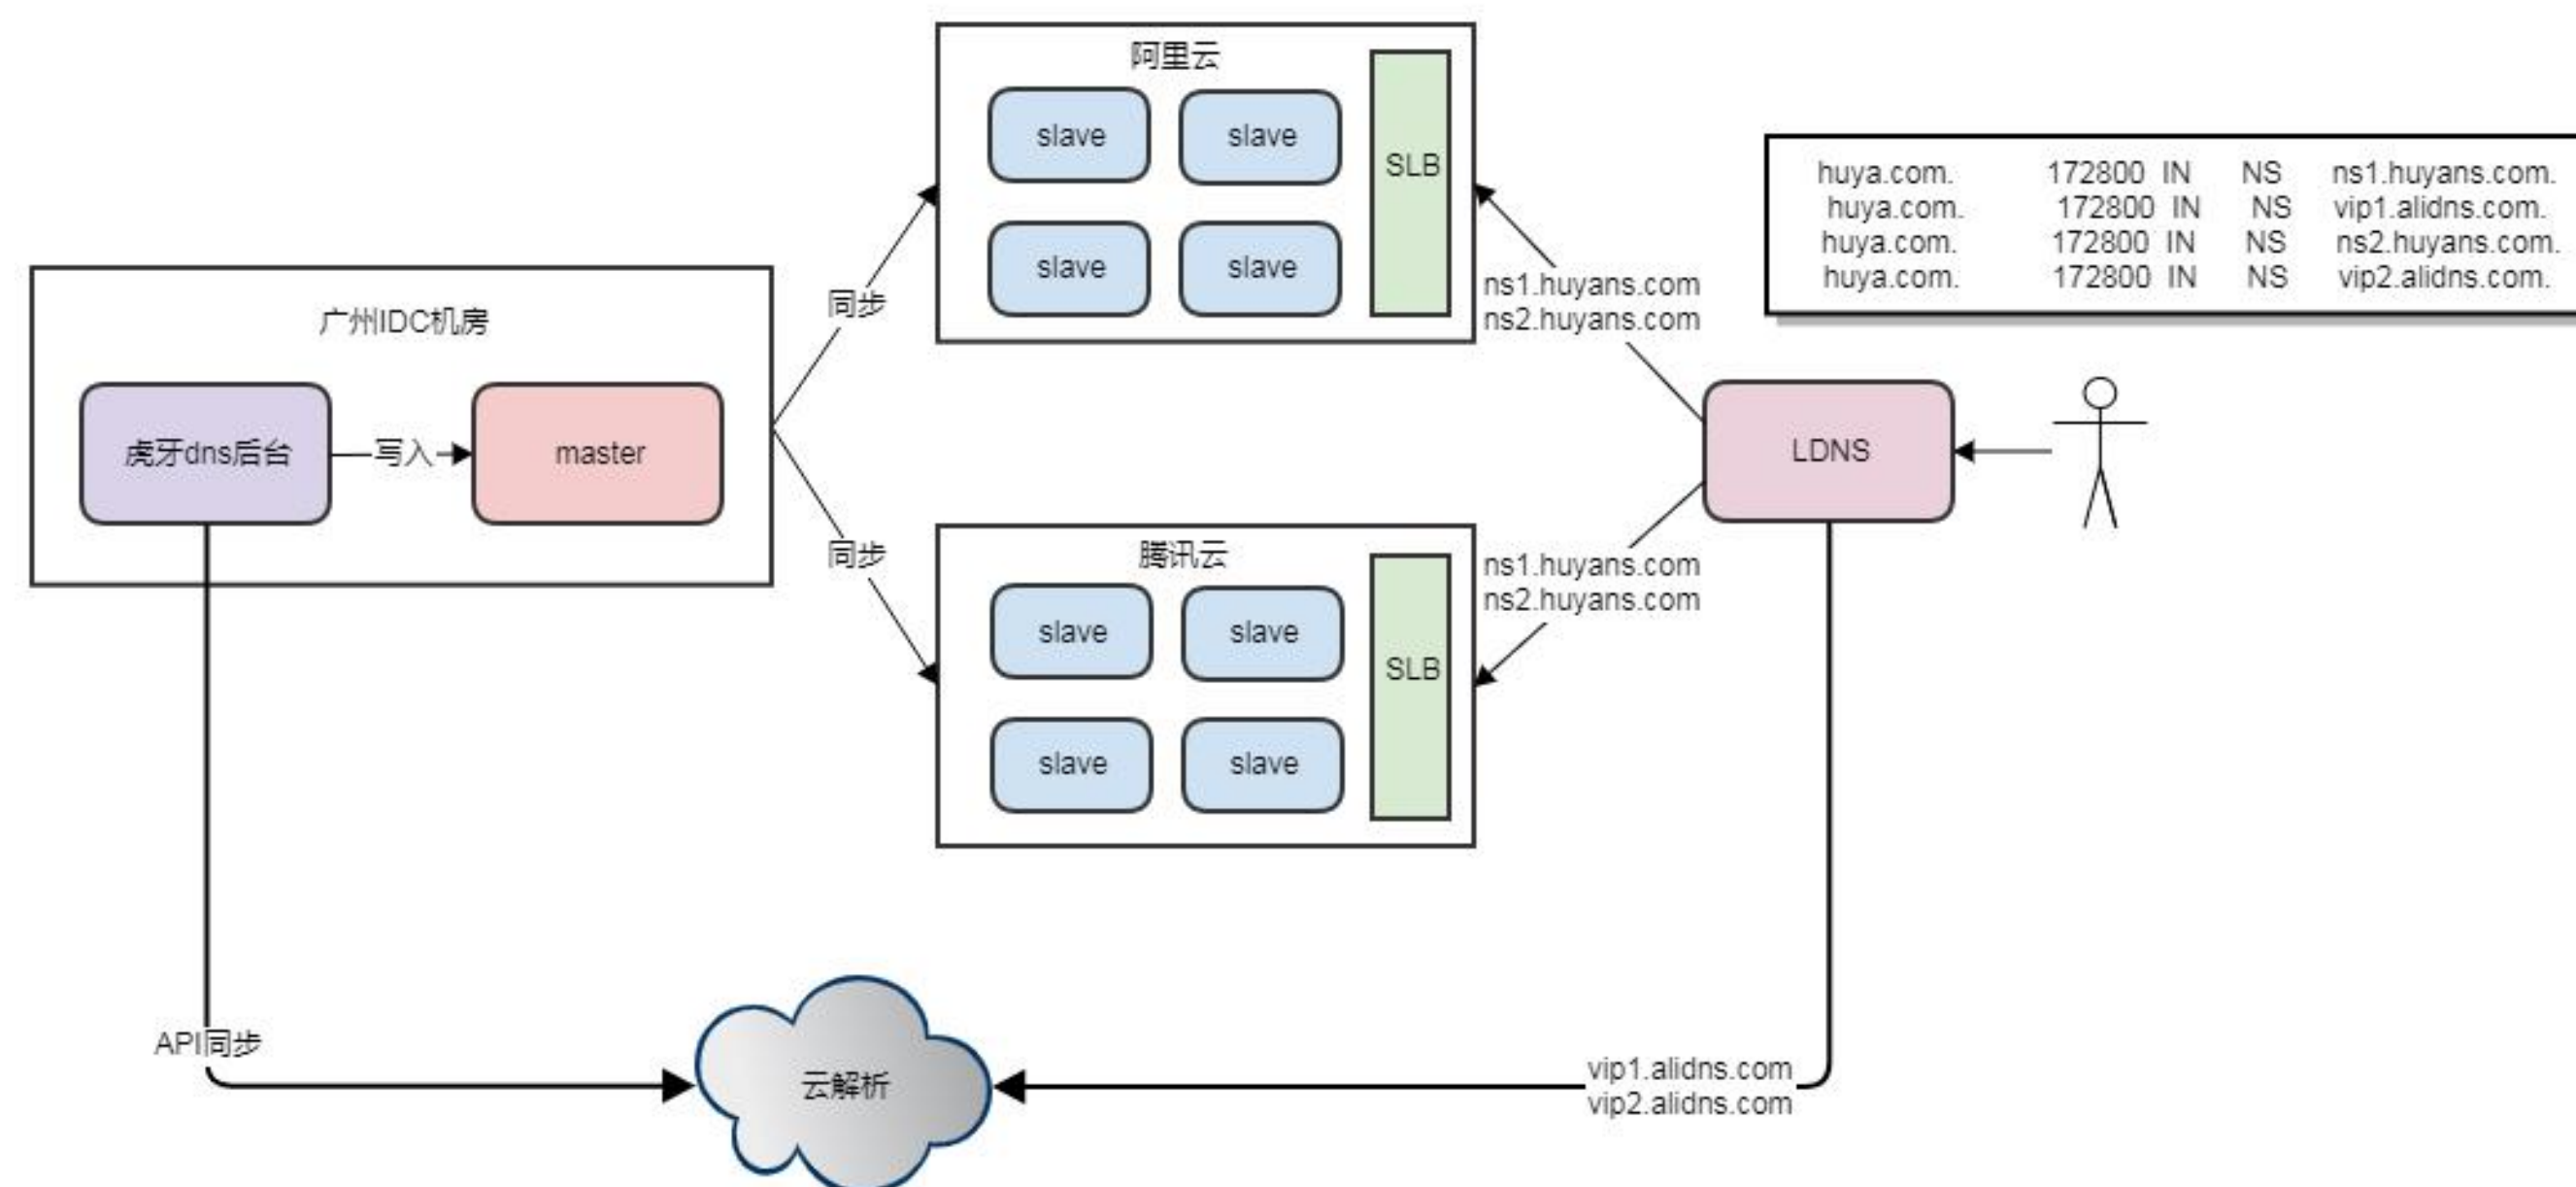 阿里云
slave
slave
SLB
slave
slave
huya.com. 172800 IN NS ns1.huyans.com.
huya.com. 172800 IN NS vip1.alidns.com.
huya.com. 172800 IN NS ns2.huyans.com.
huya.com. 172800 IN NS vip2.alidns.com.
同步
ns1.huyans.com
ns2.huyans.com
广州IDC机房
虎牙dns后台
写入
master
LDNS
同步
腾讯云
ns1.huyans.com
ns2.huyans.com
slave
slave
SLB
slave
slave
API同步
云解析
vip1.alidns.com
vip2.alidns.com